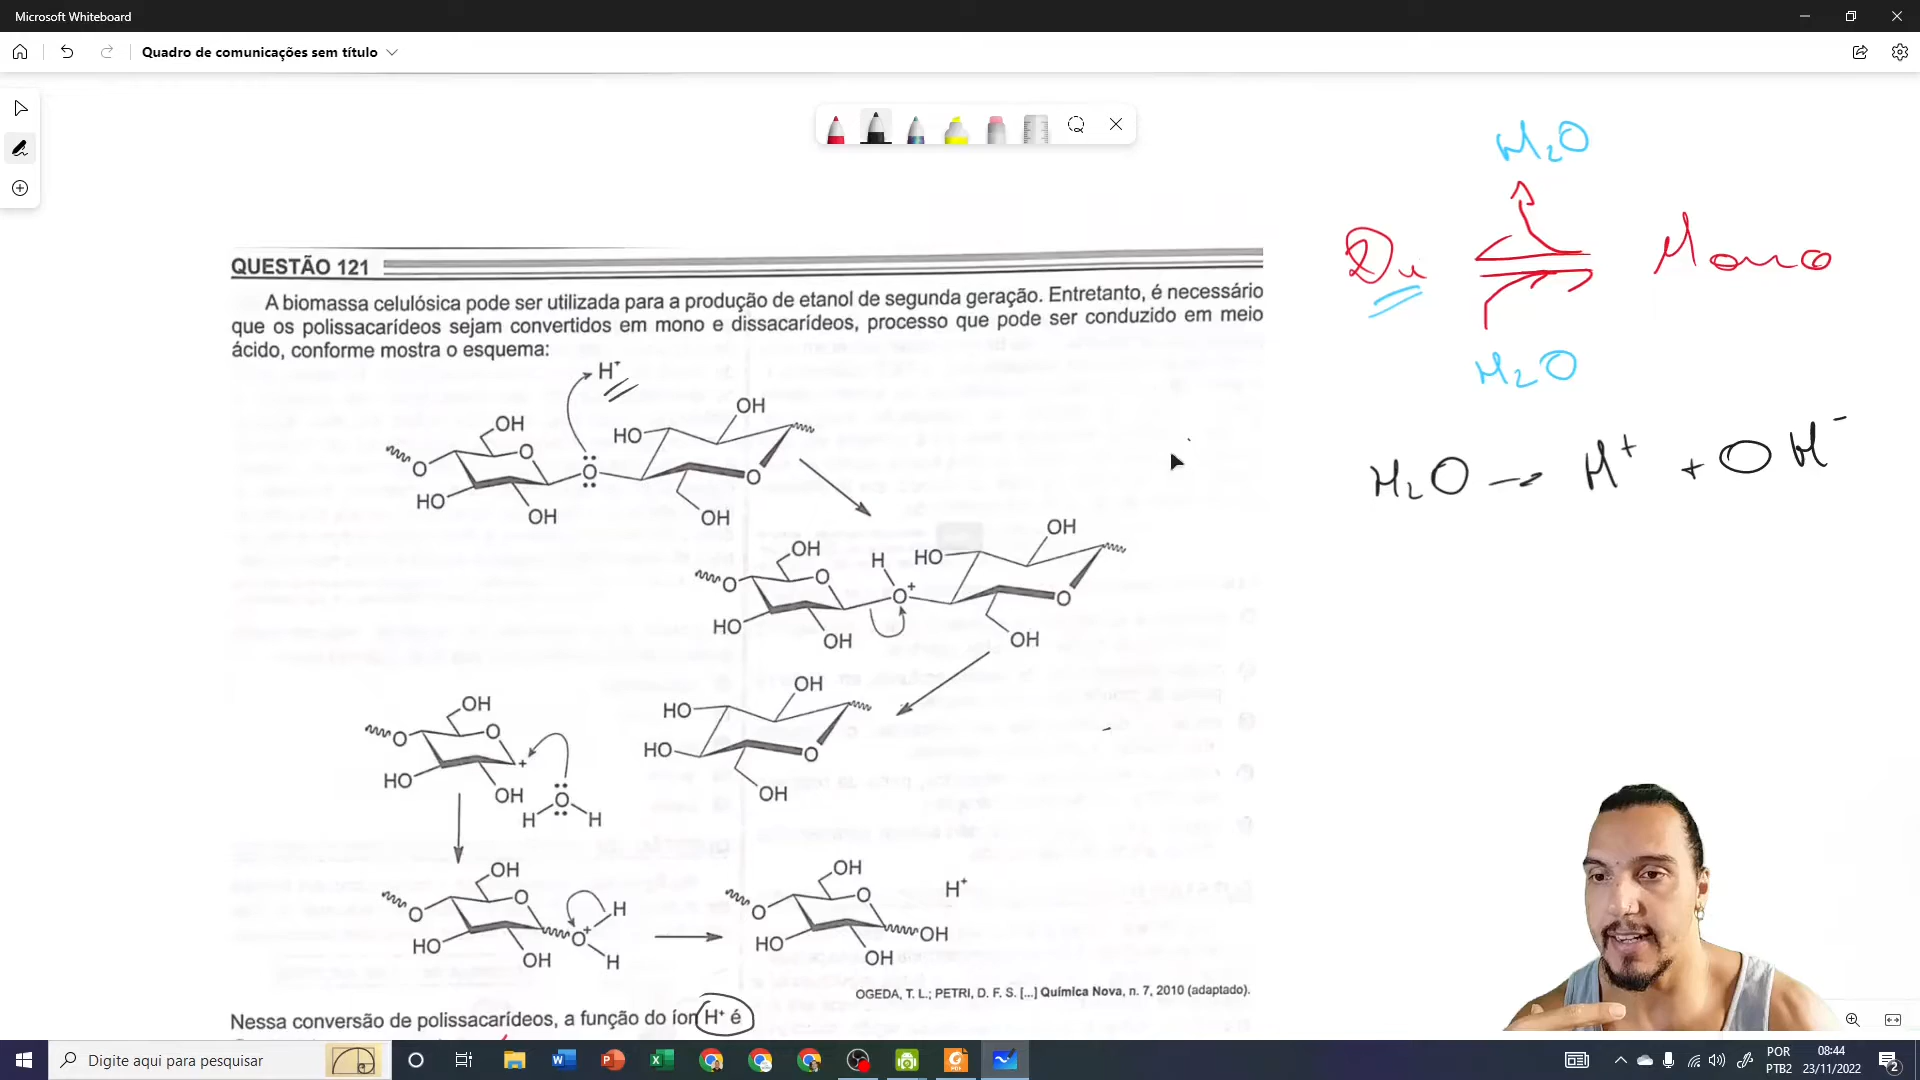 Microsoft Whiteboard
Quadro de comunicações sem título
H₂O
Di
Mono
H₂O
H₂O → H⁺ + OH⁻
QUESTÃO 121
A biomassa celulósica pode ser utilizada para a produção de etanol de segunda geração. Entretanto, é necessário
que os polissacarídeos sejam convertidos em mono e dissacarídeos, processo que pode ser conduzido em meio
ácido, conforme mostra o esquema:
H⁺
OH HO OH
O O O O
HO OH OH
OH H HO OH
O O O⁺ O
HO OH OH
OH
O O
HO OH +
H O H
HO OH
HO O
OH
OH
O O H
HO OH O⁺ H
OH H⁺
O O
HO OH OH
OGEDA, T. L.; PETRI, D. F. S. [...] Química Nova, n. 7, 2010 (adaptado).
Nessa conversão de polissacarídeos, a função do íon H⁺ é
Digite aqui para pesquisar
POR
PTB2
08:44
23/11/2022
2